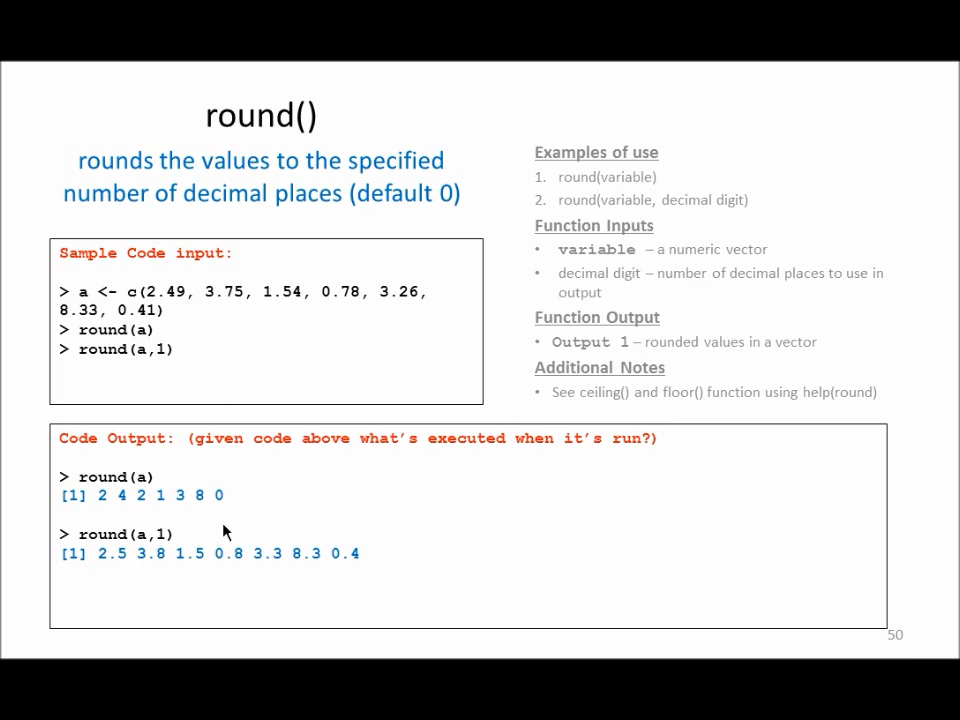 round()
rounds the values to the specified
number of decimal places (default 0)
Sample Code input:
> a <- c(2.49, 3.75, 1.54, 0.78, 3.26,
8.33, 0.41)
> round(a)
> round(a,1)
Examples of use
1. round(variable)
2. round(variable, decimal digit)
Function Inputs
• variable – a numeric vector
• decimal digit – number of decimal places to use in
output
Function Output
• Output 1 – rounded values in a vector
Additional Notes
• See ceiling() and floor() function using help(round)
Code Output: (given code above what's executed when it's run?)
> round(a)
[1] 2 4 2 1 3 8 0
> round(a,1)
[1] 2.5 3.8 1.5 0.8 3.3 8.3 0.4
50